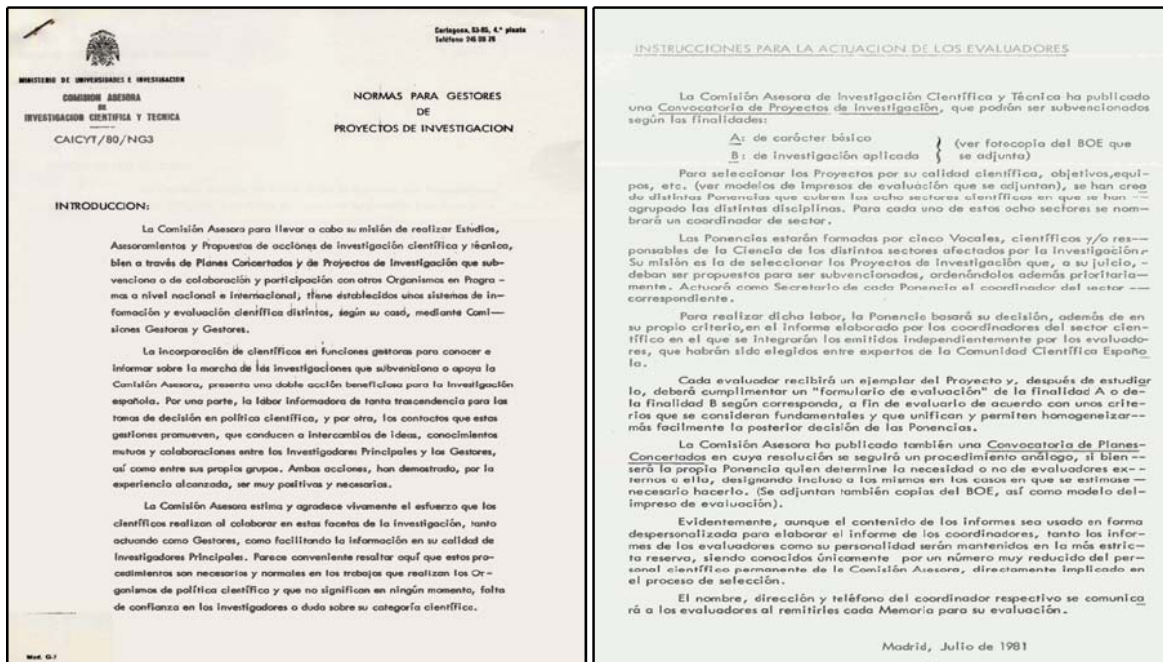 Cartagena, 83-85, 4.ª planta
Teléfono 246 09 26
MINISTERIO DE UNIVERSIDADES E INVESTIGACION
COMISION ASESORA
DE
INVESTIGACION CIENTIFICA Y TECNICA
CAICYT/80/NG3
NORMAS PARA GESTORES
DE
PROYECTOS DE INVESTIGACION
INTRODUCCION:
La Comisión Asesora para llevar a cabo su misión de realizar Estudios,
Asesoramientos y Propuestas de acciones de investigación científica y técnica,
bien a través de Planes Concertados y de Proyectos de Investigación que sub-
venciona o de colaboración y participación con otros Organismos en Progra-
mas a nivel nacional e internacional, tiene establecidos unos sistemas de in-
formación y evaluación científica distintos, según su caso, mediante Comi-
siones Gestoras y Gestores.
La incorporación de científicos en funciones gestoras para conocer e
informar sobre la marcha de las investigaciones que subvenciona o apoya la
Comisión Asesora, presenta una doble acción beneficiosa para la Investigación
española. Por una parte, la labor informadora de tanta trascendencia para las
tomas de decisión en política científica, y por otra, los contactos que estas
gestiones promueven, que conducen a intercambios de ideas, conocimientos
mutuos y colaboraciones entre los Investigadores Principales y los Gestores,
así como entre sus propios grupos. Ambas acciones, han demostrado, por la
experiencia alcanzada, ser muy positivas y necesarias.
La Comisión Asesora estima y agradece vivamente el esfuerzo que los
científicos realizan al colaborar en estas facetas de la investigación, tanto
actuando como Gestores, como facilitando la información en su calidad de
Investigadores Principales. Parece conveniente resaltar aquí que estos pro-
cedimientos son necesarios y normales en los trabajos que realizan los Or-
ganismos de política científica y que no significan en ningún momento, falta
de confianza en los investigadores o duda sobre su categoría científica.
Mod. G-7
INSTRUCCIONES PARA LA ACTUACION DE LOS EVALUADORES
La Comisión Asesora de Investigación Científica y Técnica ha publicado
una Convocatoria de Proyectos de Investigación, que podrán ser subvencionados
según las finalidades:
A: de carácter básico
B: de investigación aplicada
(ver fotocopia del BOE que
se adjunta)
Para seleccionar los Proyectos por su calidad científica, objetivos,equi-
pos, etc. (ver modelos de impresos de evaluación que se adjuntan), se han crea
do distintas Ponencias que cubren los ocho sectores científicos en que se han --
agrupado las distintas disciplinas. Para cada uno de estos ocho sectores se nom-
brará un coordinador de sector.
Las Ponencias estarán formadas por cinco Vocales, científicos y/o res--
ponsables de la Ciencia de los distintos sectores afectados por la investigación.-
Su misión es la de seleccionar los Proyectos de investigación que, a su juicio, -
deban ser propuestos para ser subvencionados, ordenándolos además prioritaria--
mente. Actuará como Secretario de cada Ponencia el coordinador del sector ---
correspondiente.
Para realizar dicha labor, la Ponencia basará su decisión, además de en
su propio criterio,en el informe elaborado por los coordinadores del sector cien-
tífico en el que se integrarán los emitidos independientemente por los evaluado-
res, que habrán sido elegidos entre expertos de la Comunidad Científica Españo
la.
Cada evaluador recibirá un ejemplar del Proyecto y, después de estudiar
lo, deberá cumplimentar un "formulario de evaluación" de la finalidad A o de-
la finalidad B según corresponda, a fin de evaluarlo de acuerdo con unos crite-
rios que se consideran fundamentales y que unifican y permiten homogeneizar--
más facilmente la posterior decisión de las Ponencias.
La Comisión Asesora ha publicado también una Convocatoria de Planes-
Concertados en cuya resolución se seguirá un procedimiento análogo, si bien --
será la propia Ponencia quien determine la necesidad o no de evaluadores ex--
ternos a ella, designando incluso a los mismos en los casos en que se estimase -
necesario hacerlo. (Se adjuntan también copias del BOE, así como modelo del-
impreso de evaluación).
Evidentemente, aunque el contenido de los informes sea usado en forma
despersonalizada para elaborar el informe de los coordinadores, tanto los infor-
mes de los evaluadores como su personalidad serán mantenidos en la más estric-
ta reserva, siendo conocidos únicamente por un número muy reducido del per-
sonal científico permanente de la Comisión Asesora, directamente implicado en
el proceso de selección.
El nombre, dirección y teléfono del coordinador respectivo se comunica
rá a los evaluadores al remitirles cada Memoria para su evaluación.
Madrid, Julio de 1981